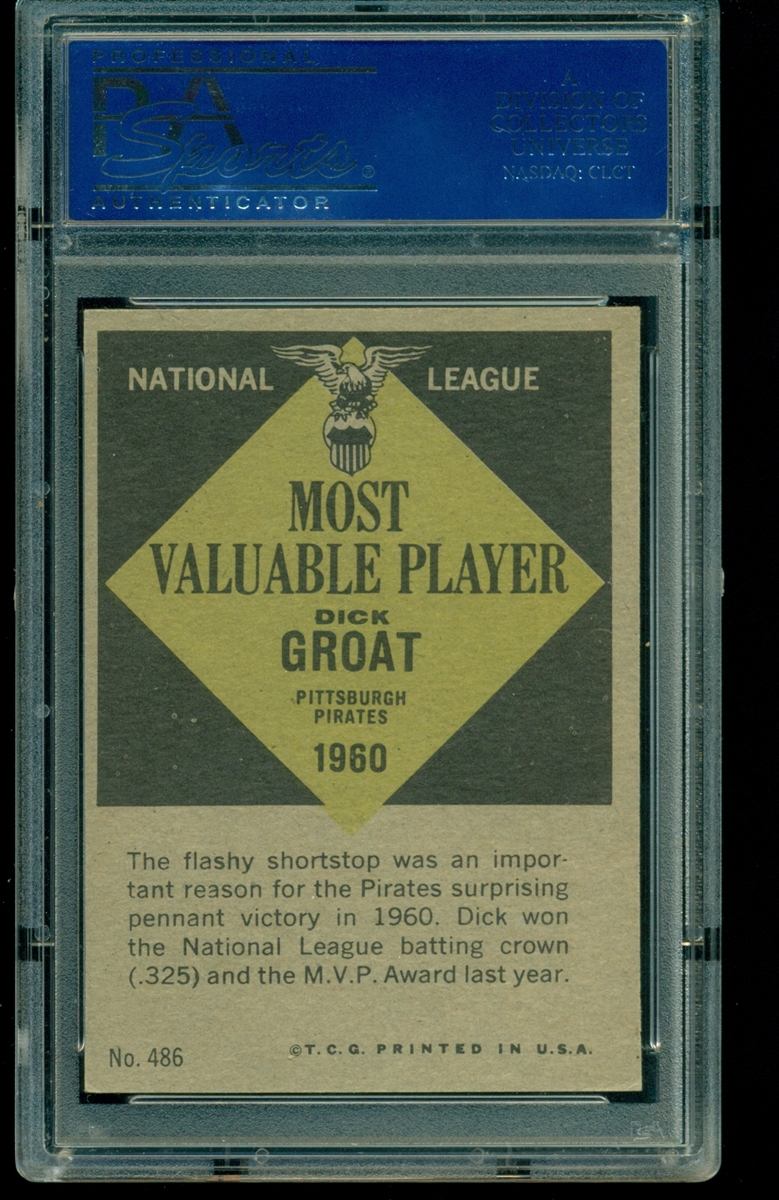 PROFESSIONAL
PSA
Sports®
AUTHENTICATOR
A
DIVISION OF
COLLECTORS
UNIVERSE
NASDAQ: CLCT
NATIONAL LEAGUE
MOST
VALUABLE PLAYER
DICK
GROAT
PITTSBURGH
PIRATES
1960
The flashy shortstop was an impor-
tant reason for the Pirates surprising
pennant victory in 1960. Dick won
the National League batting crown
(.325) and the M.V.P. Award last year.
No. 486 ©T.C.G. PRINTED IN U.S.A.
PSA